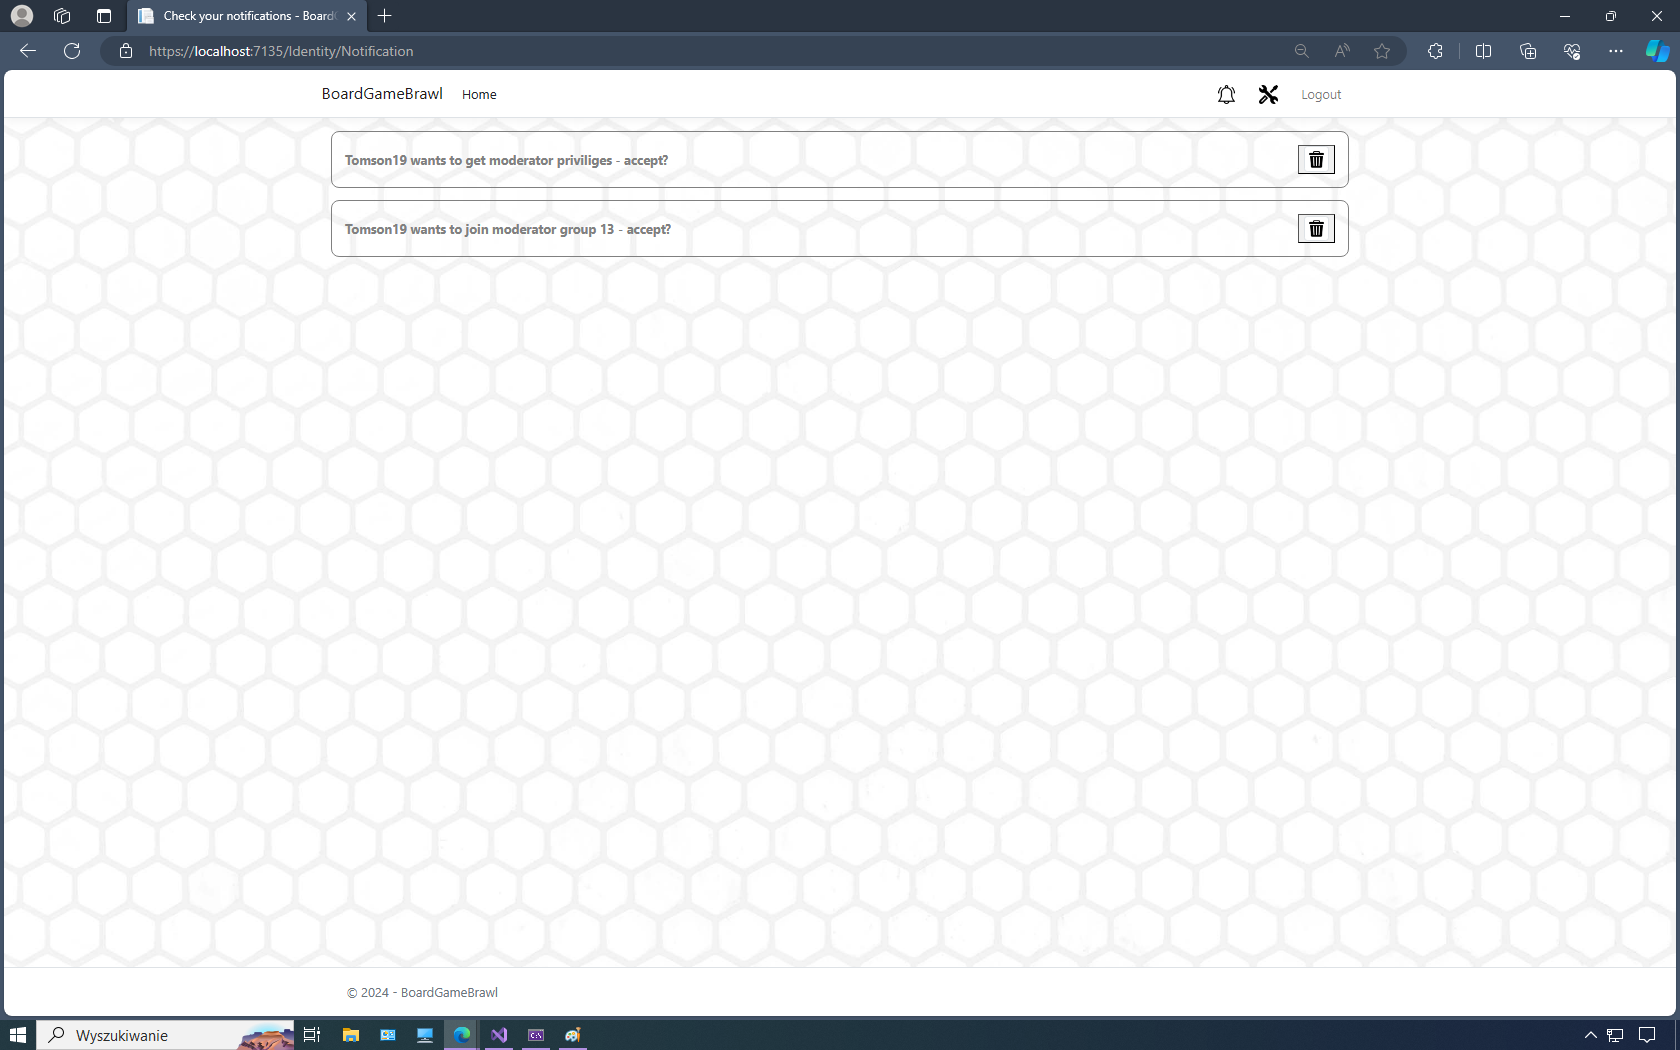 Check your notifications - BoardG
https://localhost:7135/Identity/Notification
BoardGameBrawl Home Logout
Tomson19 wants to get moderator priviliges - accept?
Tomson19 wants to join moderator group 13 - accept?
© 2024 - BoardGameBrawl
Wyszukiwanie